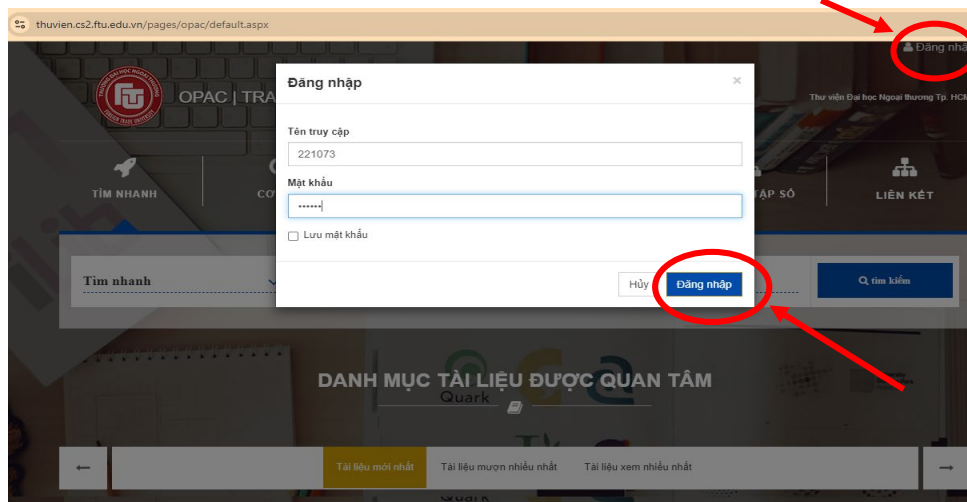 thuvien.cs2.ftu.edu.vn/pages/opac/default.aspx
Đăng nhậ
OPAC | TRA
Thư viện Đại học Ngoại thương Tp. HCM
Đăng nhập
×
Tên truy cập
221073
Mật khẩu
••••••
Lưu mật khẩu
Hủy
Đăng nhập
TÌM NHANH
CƠ
TẬP SỐ
LIÊN KẾT
Tìm nhanh
tìm kiếm
DANH MỤC TÀI LIỆU ĐƯỢC QUAN TÂM
Quark
←
Tài liệu mới nhất
Tài liệu mượn nhiều nhất
Tài liệu xem nhiều nhất
→